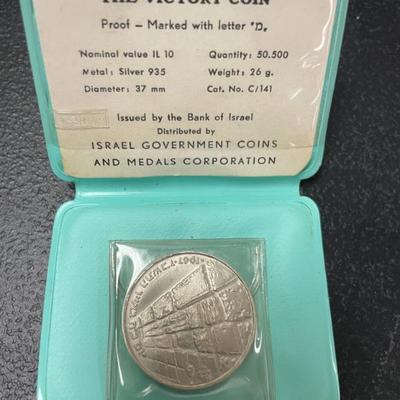 THE VICTORY COIN
Proof – Marked with letter "מ"
Nominal value IL 10 Quantity: 50.500
Metal: Silver 935 Weight: 26 g.
Diameter: 37 mm Cat. No. C/141
Issued by the Bank of Israel
Distributed by
ISRAEL GOVERNMENT COINS
AND MEDALS CORPORATION
1967